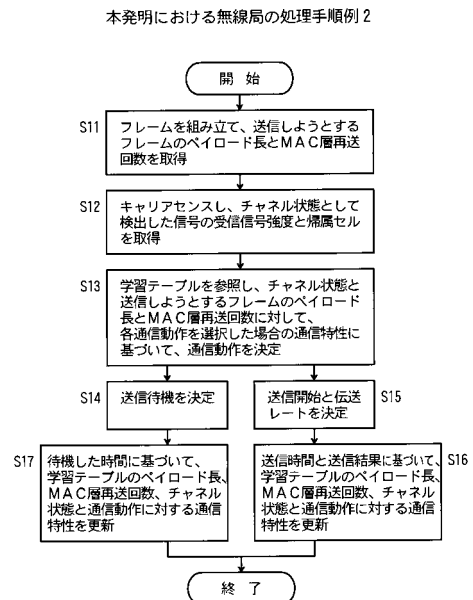 本発明における無線局の処理手順例2
開 始
S11
フレームを組み立て、送信しようとする
フレームのペイロード長とMAC層再送
回数を取得
S12
キャリアセンスし、チャネル状態として
検出した信号の受信信号強度と帰属セル
を取得
S13
学習テーブルを参照し、チャネル状態と
送信しようとするフレームのペイロード
長とMAC層再送回数に対して、
各通信動作を選択した場合の通信特性に
基づいて、通信動作を決定
S14
送信待機を決定
送信開始と伝送
レートを決定
S15
S17
待機した時間に基づいて、
学習テーブルのペイロード長、
MAC層再送回数、チャネル
状態と通信動作に対する通信
特性を更新
送信時間と送信結果に基づいて、
学習テーブルのペイロード長、
MAC層再送回数、チャネル
状態と通信動作に対する通信
特性を更新
S16
終 了